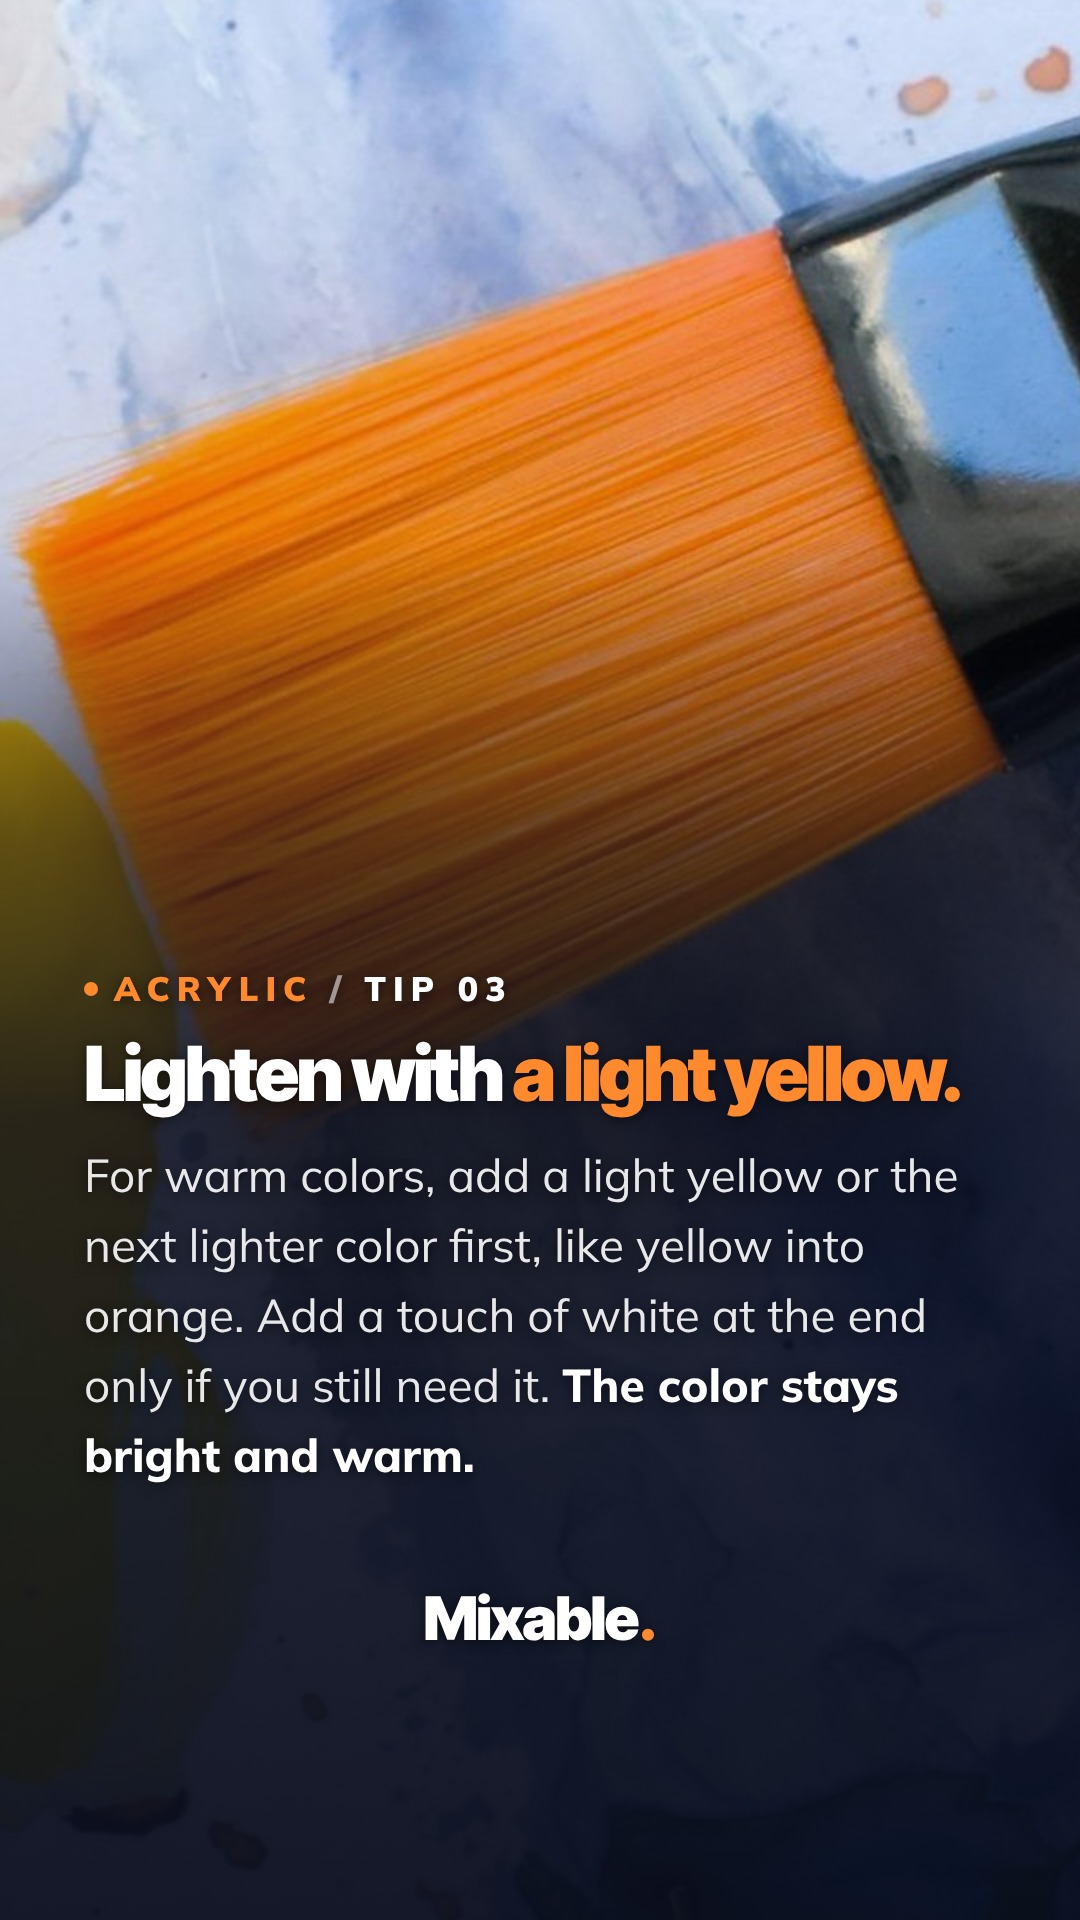 • ACRYLIC / TIP 03
Lighten with a light yellow.
For warm colors, add a light yellow or the
next lighter color first, like yellow into
orange. Add a touch of white at the end
only if you still need it. The color stays
bright and warm.
Mixable.